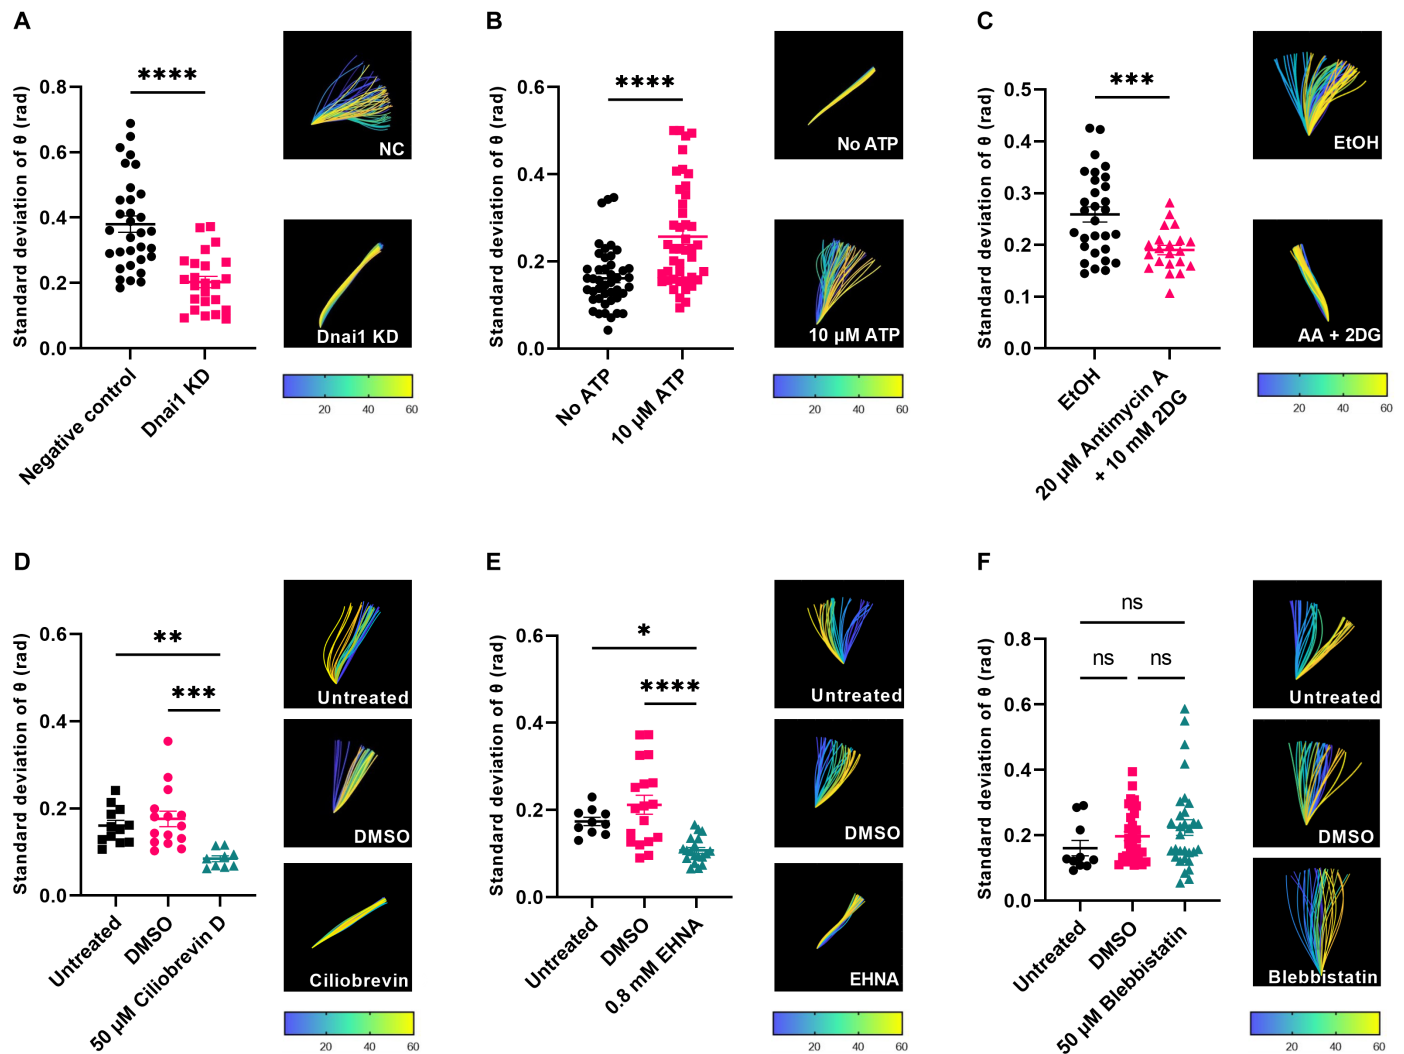 A
Standard deviation of θ (rad)
0.8
0.6
0.4
0.2
0.0
****
Negative control
Dnai1 KD
NC
Dnai1 KD
20 40 60
B
Standard deviation of θ (rad)
0.6
0.4
0.2
0.0
****
No ATP
10 µM ATP
No ATP
10 µM ATP
20 40 60
C
Standard deviation of θ (rad)
0.5
0.4
0.3
0.2
0.1
0.0
***
EtOH
20 µM Antimycin A
+ 10 mM 2DG
EtOH
AA + 2DG
20 40 60
D
Standard deviation of θ (rad)
0.6
0.4
0.2
0.0
**
***
Untreated
DMSO
50 µM Ciliobrevin D
Untreated
DMSO
Ciliobrevin
20 40 60
E
Standard deviation of θ (rad)
0.6
0.4
0.2
0.0
*
****
Untreated
DMSO
0.8 mM EHNA
Untreated
DMSO
EHNA
20 40 60
F
Standard deviation of θ (rad)
0.8
0.6
0.4
0.2
0.0
ns
ns ns
Untreated
DMSO
50 µM Blebbistatin
Untreated
DMSO
Blebbistatin
20 40 60